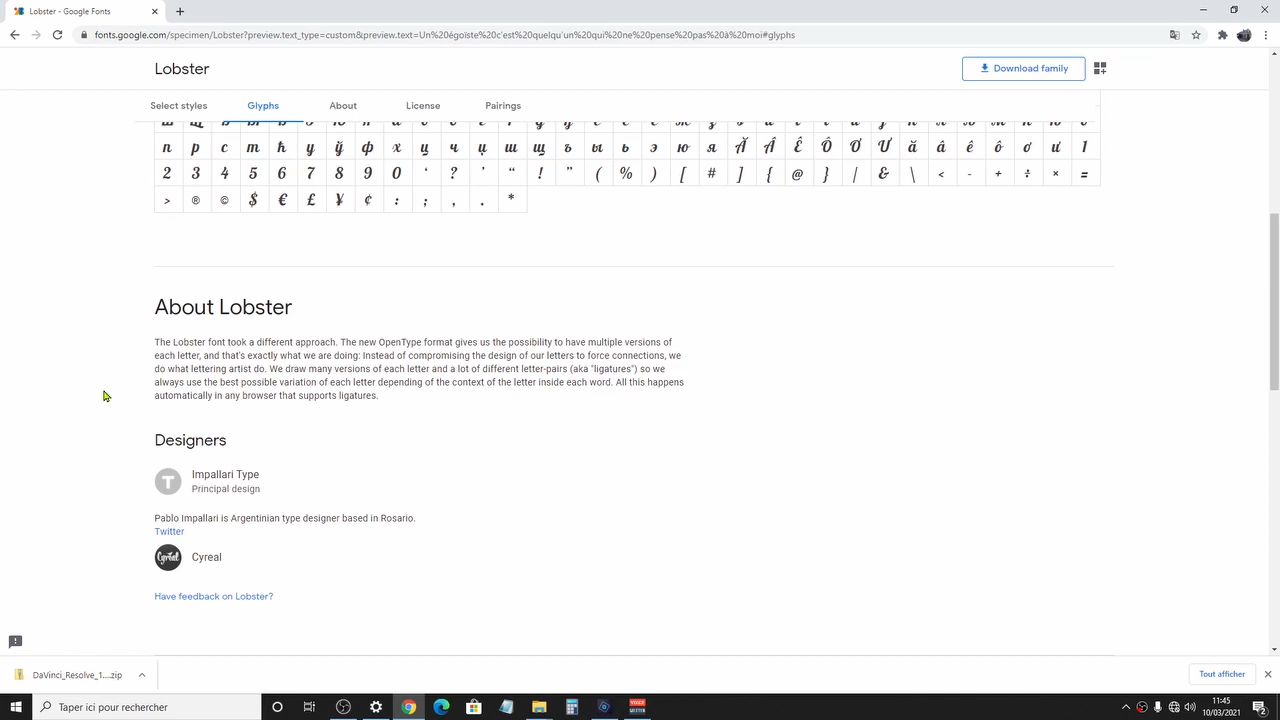 Lobster - Google Fonts
fonts.google.com/specimen/Lobster?preview.text_type=custom&preview.text=Un%20égoïste%20c'est%20quelqu'un%20qui%20ne%20pense%20pas%20à%20moi#glyphs
Lobster
Download family
Select styles Glyphs About License Pairings
п р с т ћ у ў ф х ц ч џ ш щ ъ ы ь э ю я Ă Â Ê Ô Ơ Ư ă â ê ô ơ ư 1
2 3 4 5 6 7 8 9 0 ‘ ? ’ “ ! ” ( % ) [ # ] { @ } / & \ < - + ÷ × =
> ® © $ € £ ¥ ¢ : ; , . *
About Lobster
The Lobster font took a different approach. The new OpenType format gives us the possibility to have multiple versions of
each letter, and that's exactly what we are doing: Instead of compromising the design of our letters to force connections, we
do what lettering artist do. We draw many versions of each letter and a lot of different letter-pairs (aka "ligatures") so we
always use the best possible variation of each letter depending of the context of the letter inside each word. All this happens
automatically in any browser that supports ligatures.
Designers
T
Impallari Type
Principal design
Pablo Impallari is Argentinian type designer based in Rosario.
Twitter
Cyreal
Cyreal
Have feedback on Lobster?
DaVinci_Resolve_1....zip
Tout afficher
Taper ici pour rechercher
11:45
10/03/2021
2